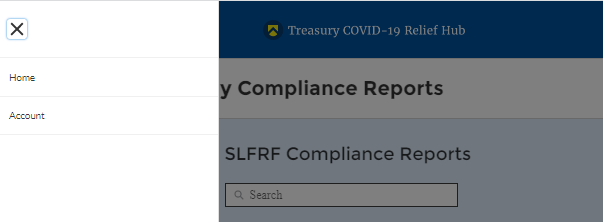 Treasury COVID-19 Relief Hub
Home
Account
y Compliance Reports
SLFRF Compliance Reports
Search